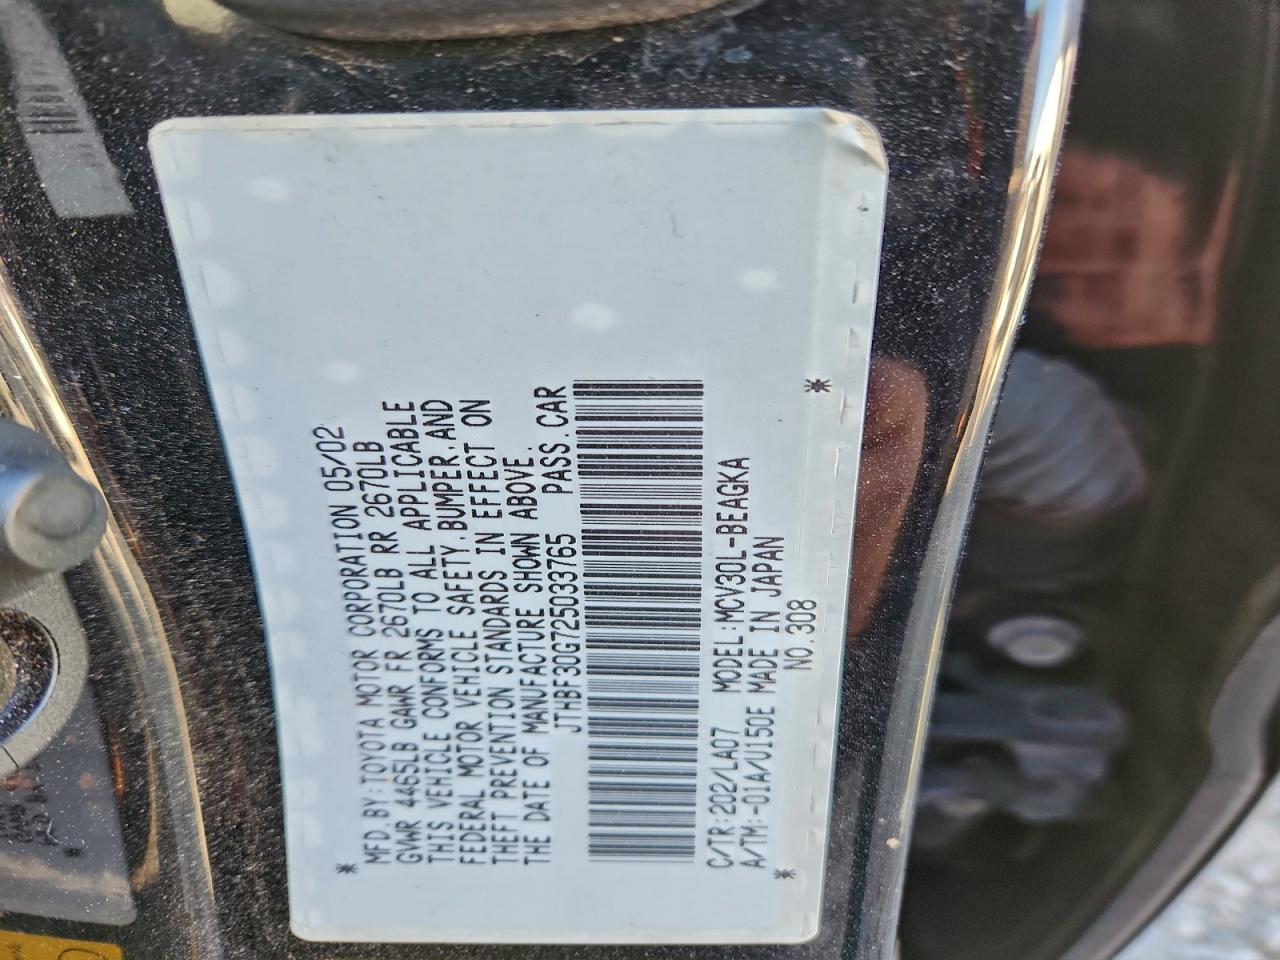 MFD.BY:TOYOTA MOTOR CORPORATION 05/02
GVWR 4465LB GAWR FR 2670LB RR 2670LB
THIS VEHICLE CONFORMS TO ALL APPLICABLE
FEDERAL MOTOR VEHICLE SAFETY,BUMPER,AND
THEFT PREVENTION STANDARDS IN EFFECT ON
THE DATE OF MANUFACTURE SHOWN ABOVE.
JTHBF30G725033765 PASS.CAR
C/TR:202/LA07 MODEL:MCV30L-BEAGKA
A/TM:-01A/U150E MADE IN JAPAN
NO.308